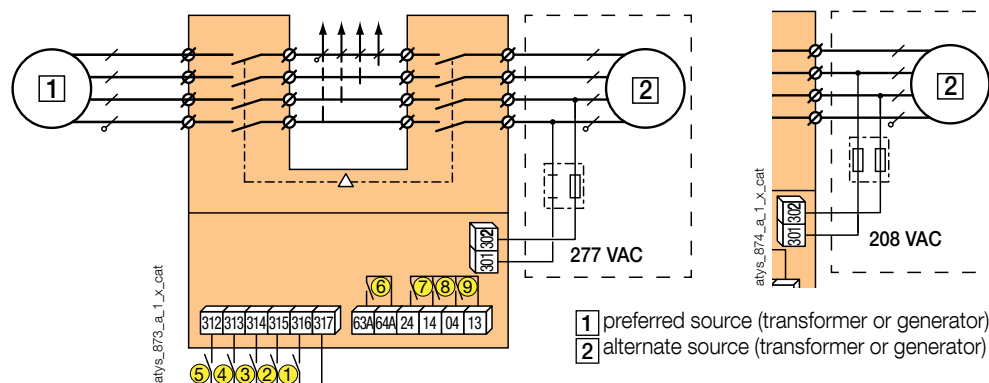 1
2
2
atys_874_a_1_x_cat
301 302
208 VAC
301 302
277 VAC
atys_873_a_1_x_cat
6
7
8
9
312 313 314 315 316 317
63A 64A 24 14 04 13
5
4
3
2
1
1 preferred source (transformer or generator)
2 alternate source (transformer or generator)